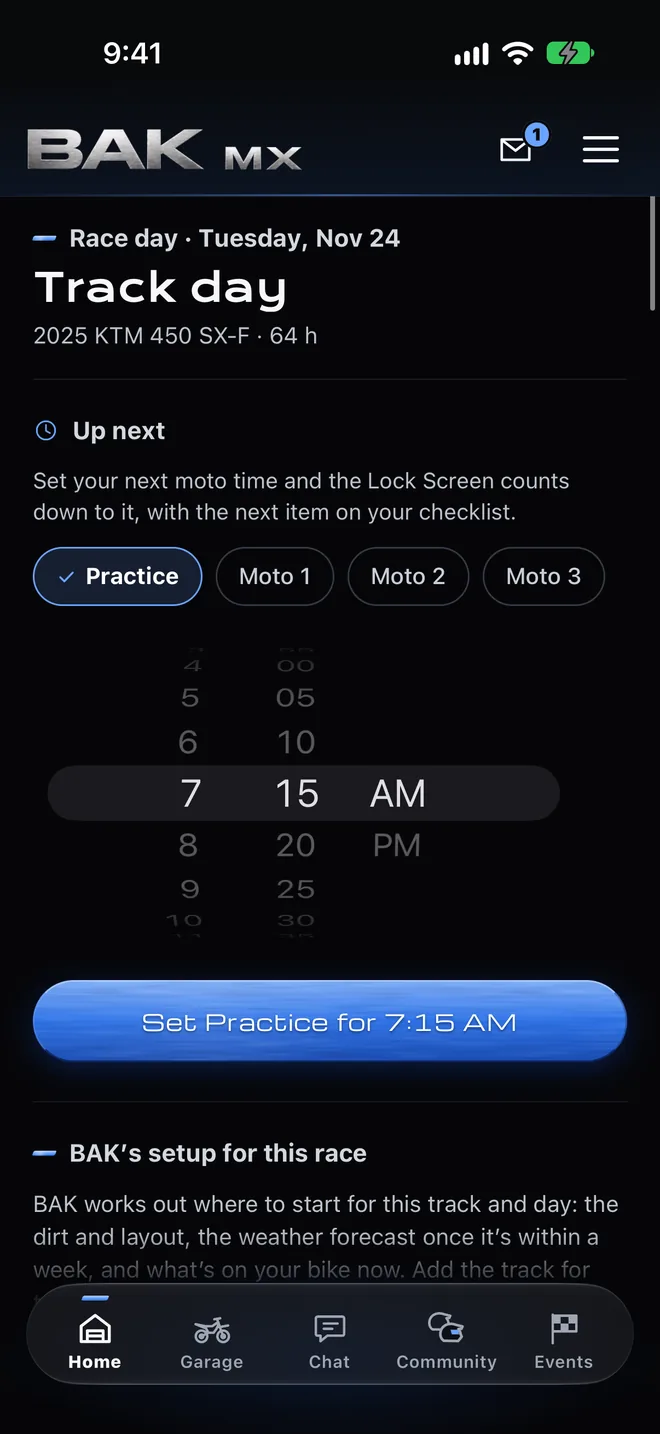 9:41
BAK MX
1
Race day · Tuesday, Nov 24
Track day
2025 KTM 450 SX-F · 64 h
Up next
Set your next moto time and the Lock Screen counts
down to it, with the next item on your checklist.
Practice Moto 1 Moto 2 Moto 3
4 00
5 05
6 10
7 15 AM
8 20 PM
9 25
10 30
Set Practice for 7:15 AM
BAK’s setup for this race
BAK works out where to start for this track and day: the
dirt and layout, the weather forecast once it’s within a
week, and what’s on your bike now. Add the track for
Home Garage Chat Community Events